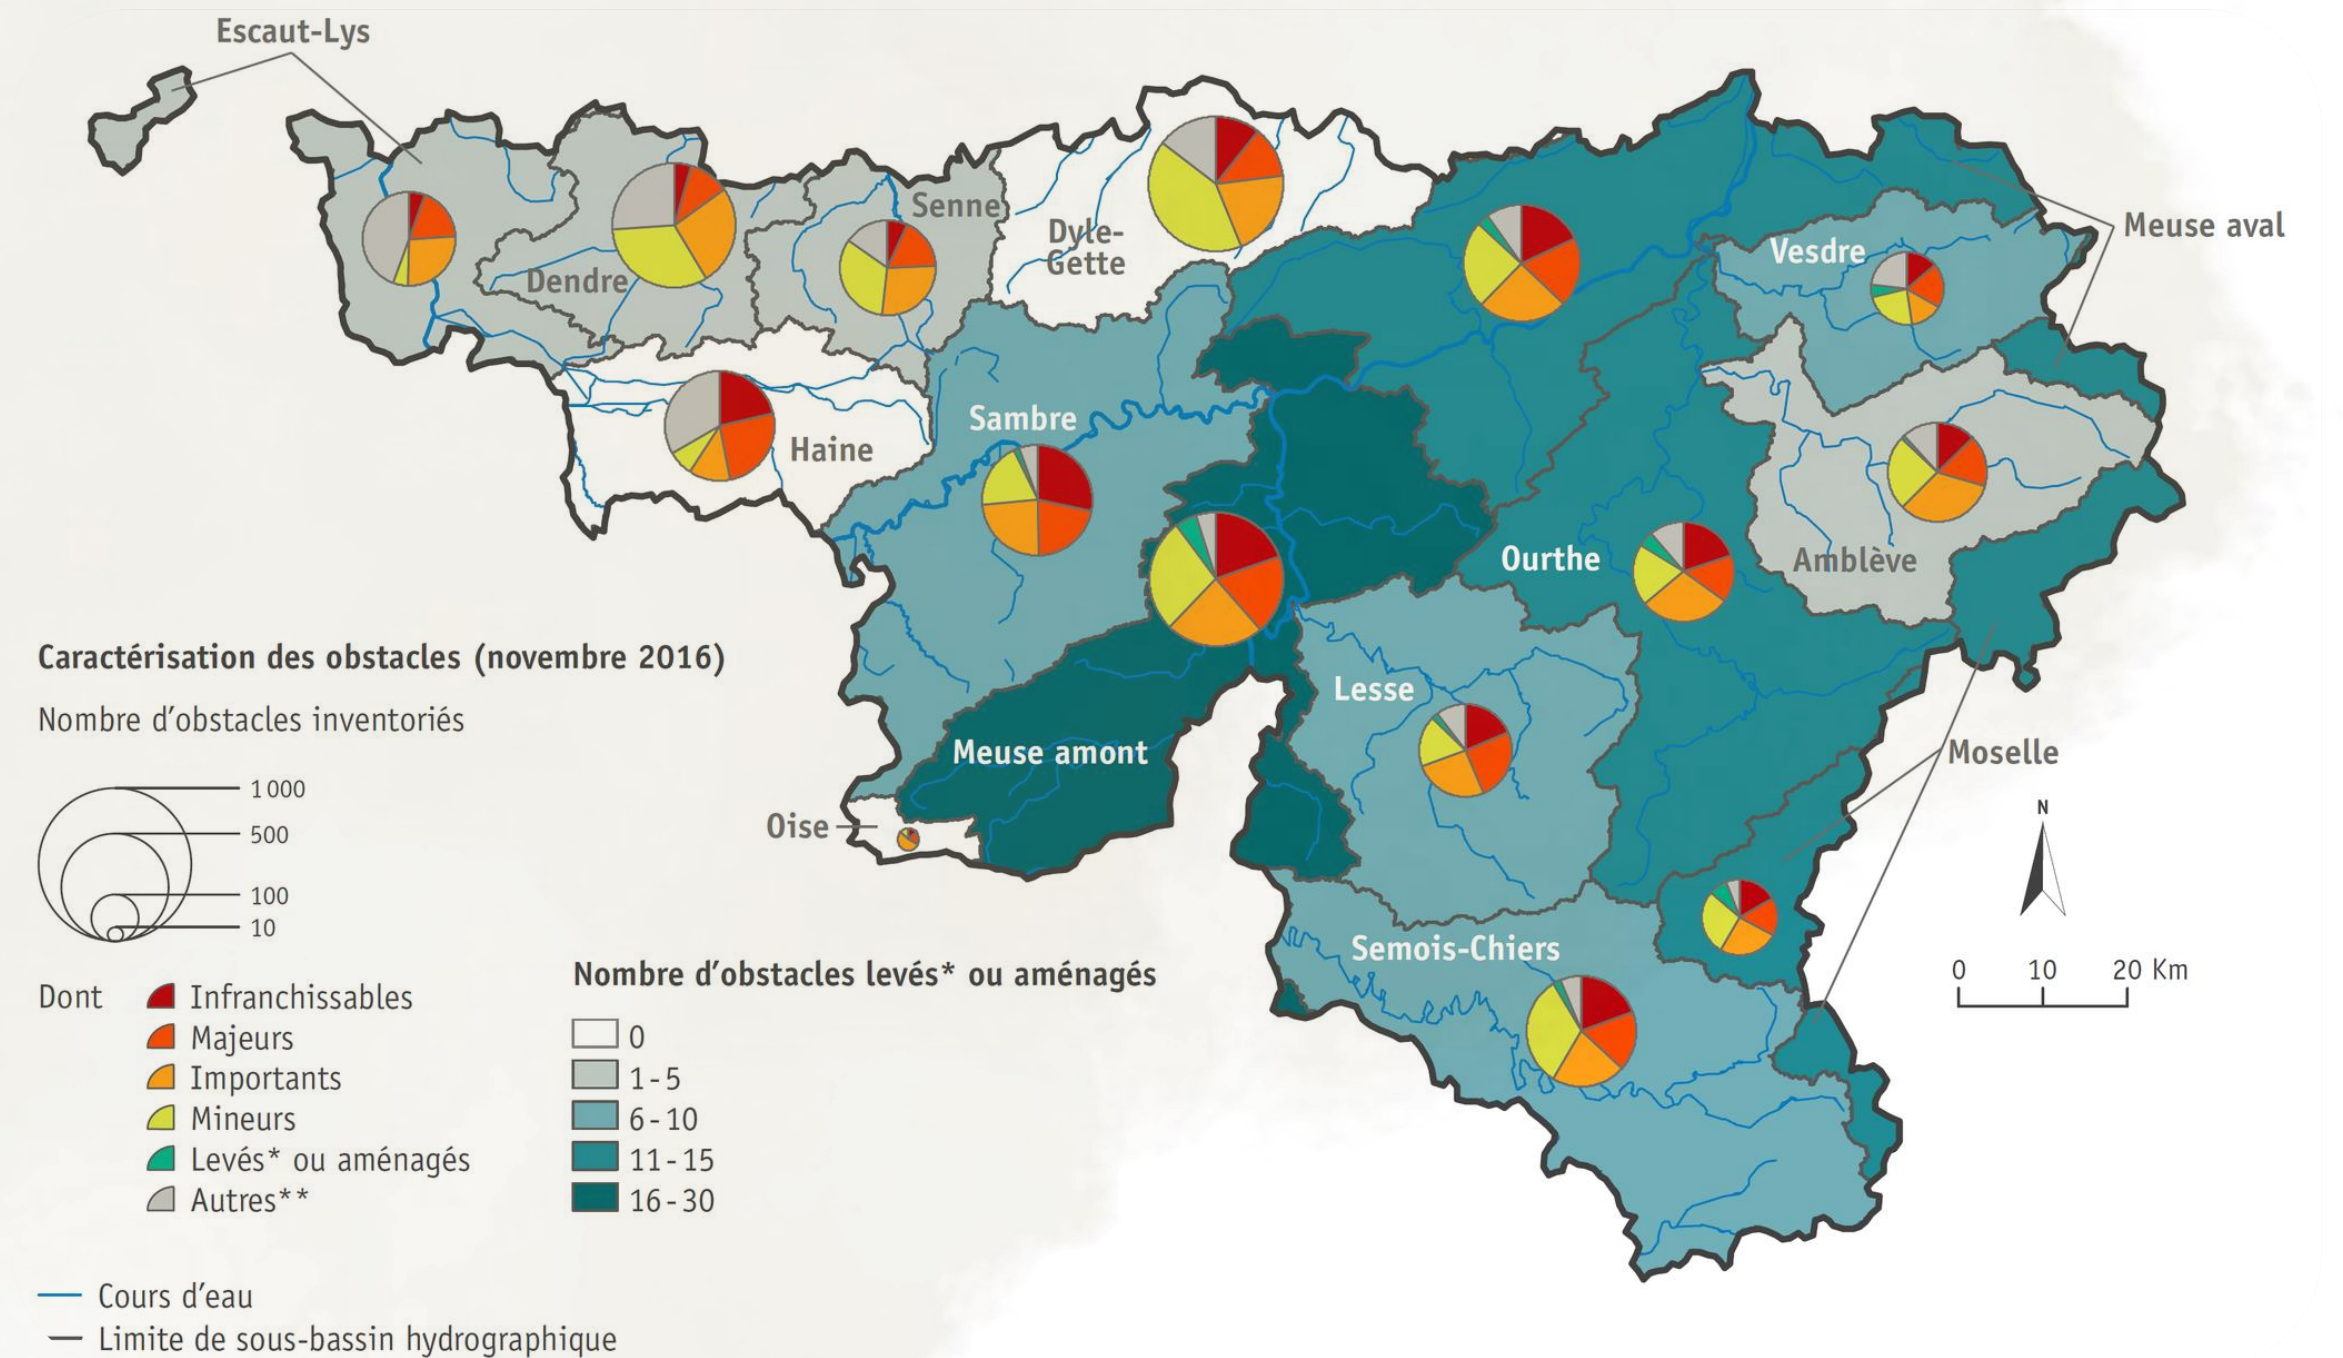 Escaut-Lys
Senne
Dyle-
Gette
Meuse aval
Vesdre
Dendre
Sambre
Haine
Ourthe
Amblève
Lesse
Meuse amont
Moselle
Oise
Semois-Chiers
N
0 10 20 Km
Caractérisation des obstacles (novembre 2016)
Nombre d'obstacles inventoriés
1 000
500
100
10
Dont
Infranchissables
Majeurs
Importants
Mineurs
Levés* ou aménagés
Autres**
Nombre d'obstacles levés* ou aménagés
0
1 - 5
6 - 10
11 - 15
16 - 30
Cours d'eau
Limite de sous-bassin hydrographique